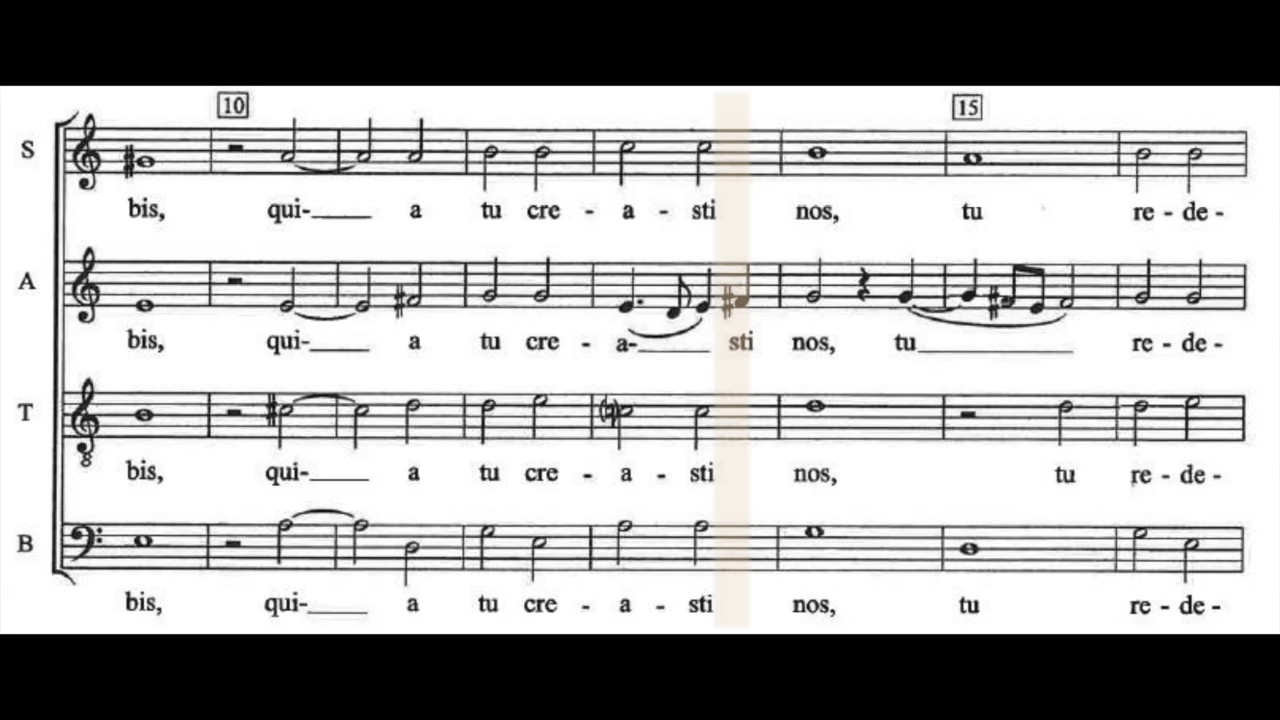 10 15
S
bis, qui- a tu cre - a - sti nos, tu re - de -
A
bis, qui- a tu cre - a- sti nos, tu re - de -
T
8
bis, qui- a tu cre - a - sti nos, tu re - de -
B
bis, qui- a tu cre - a - sti nos, tu re - de -